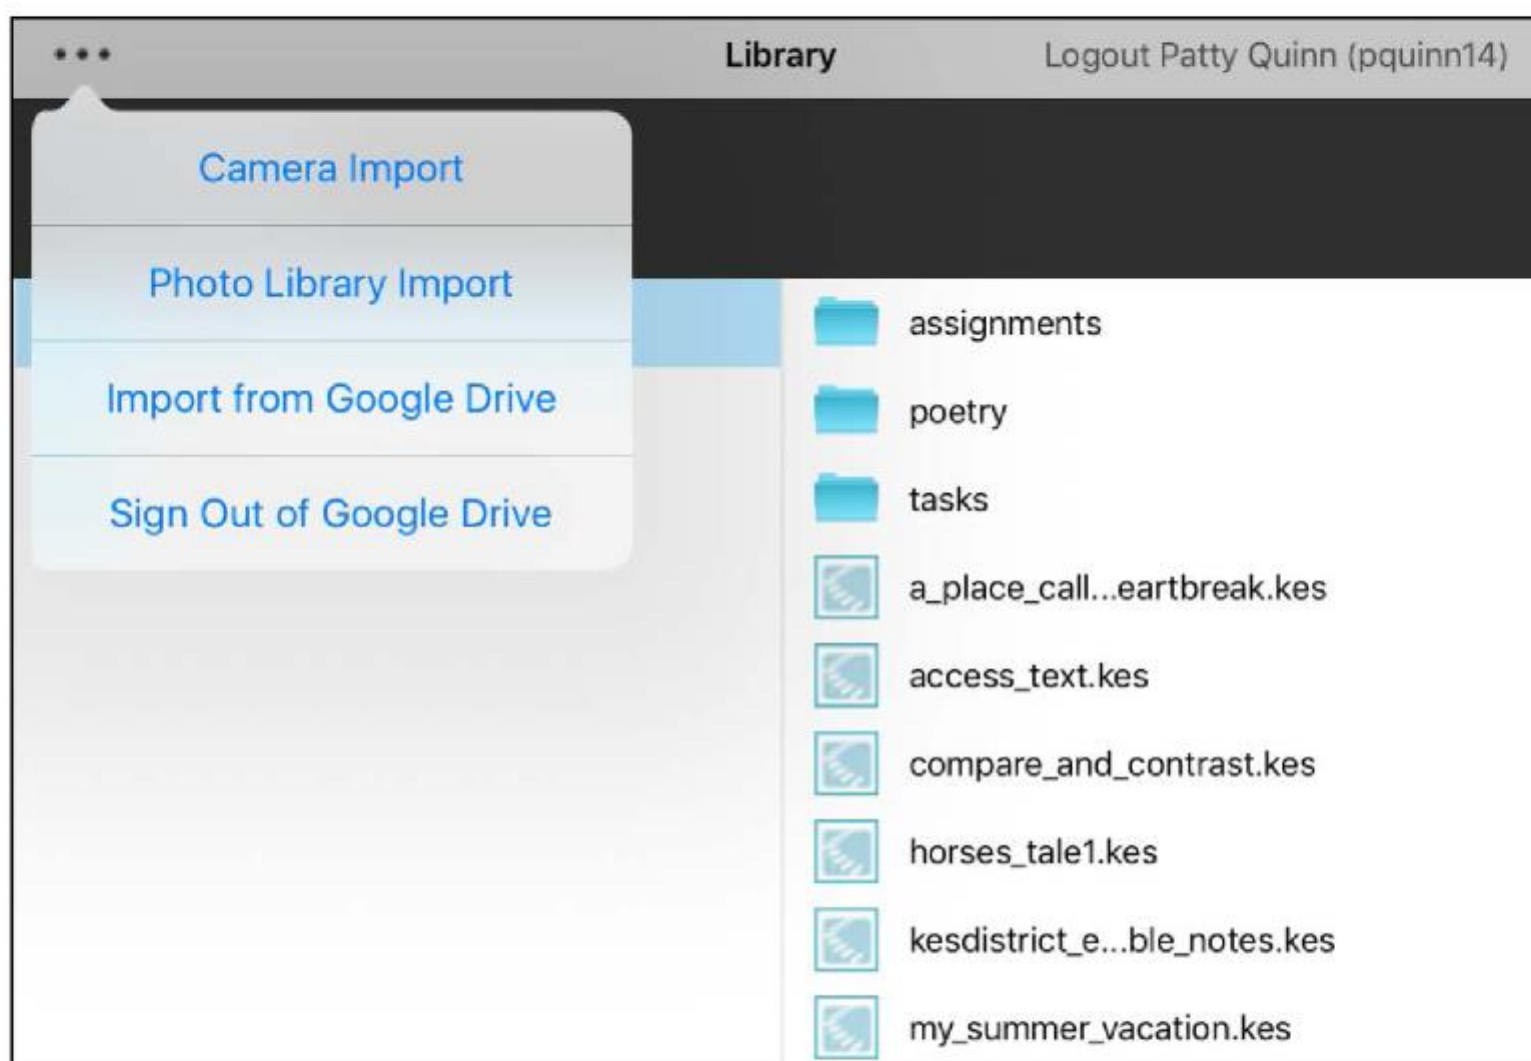 ••• Library Logout Patty Quinn (pquinn14)
Camera Import
Photo Library Import
Import from Google Drive
Sign Out of Google Drive
assignments
poetry
tasks
a_place_call...eartbreak.kes
access_text.kes
compare_and_contrast.kes
horses_tale1.kes
kesdistrict_e...ble_notes.kes
my_summer_vacation.kes